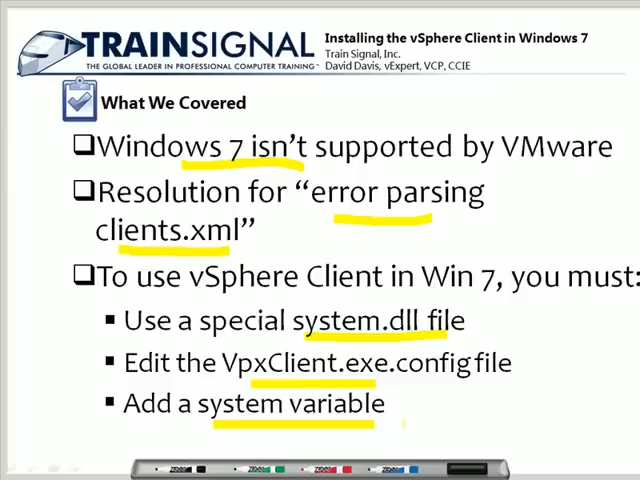 TRAINSIGNAL
THE GLOBAL LEADER IN PROFESSIONAL COMPUTER TRAINING
Installing the vSphere Client in Windows 7
Train Signal, Inc.
David Davis, vExpert, VCP, CCIE
What We Covered
Windows 7 isn't supported by VMware
Resolution for “error parsing
clients.xml”
To use vSphere Client in Win 7, you must:
Use a special system.dll file
Edit the VpxClient.exe.config file
Add a system variable